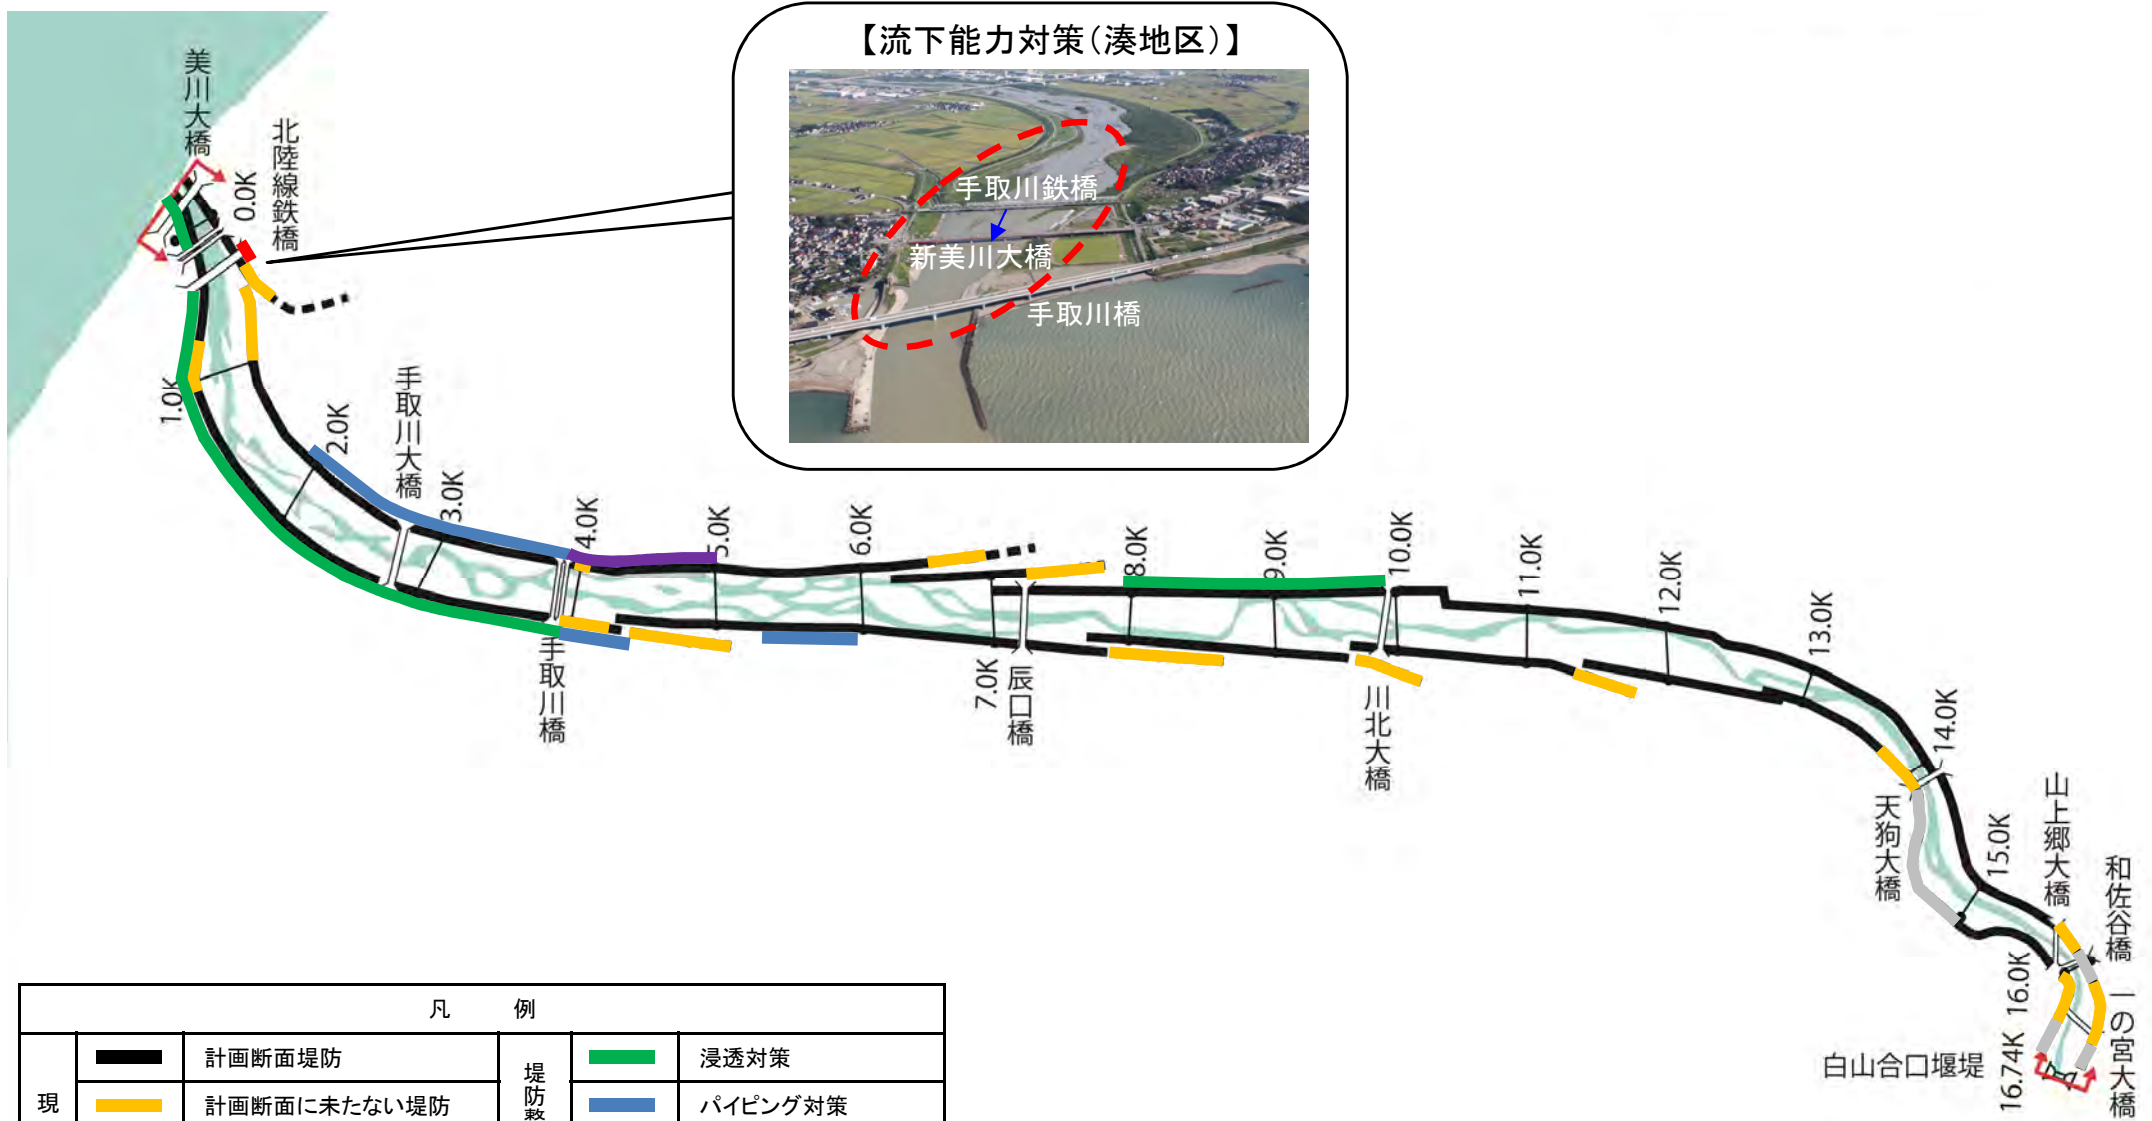 【流下能力対策(湊地区)】
手取川鉄橋
新美川大橋
手取川橋
美川大橋
北陸線鉄橋
0.0K
1.0K
2.0K
手取川大橋
3.0K
4.0K
5.0K
6.0K
8.0K
9.0K
10.0K
11.0K
12.0K
13.0K
14.0K
手取川橋
7.0K
辰口橋
川北大橋
天狗大橋
15.0K
山上郷大橋
和佐谷橋
16.0K
一の宮大橋
16.74K
白山合口堰堤
凡 例
現
計画断面堤防
堤防整
浸透対策
計画断面に未たない堤防
パイピング対策